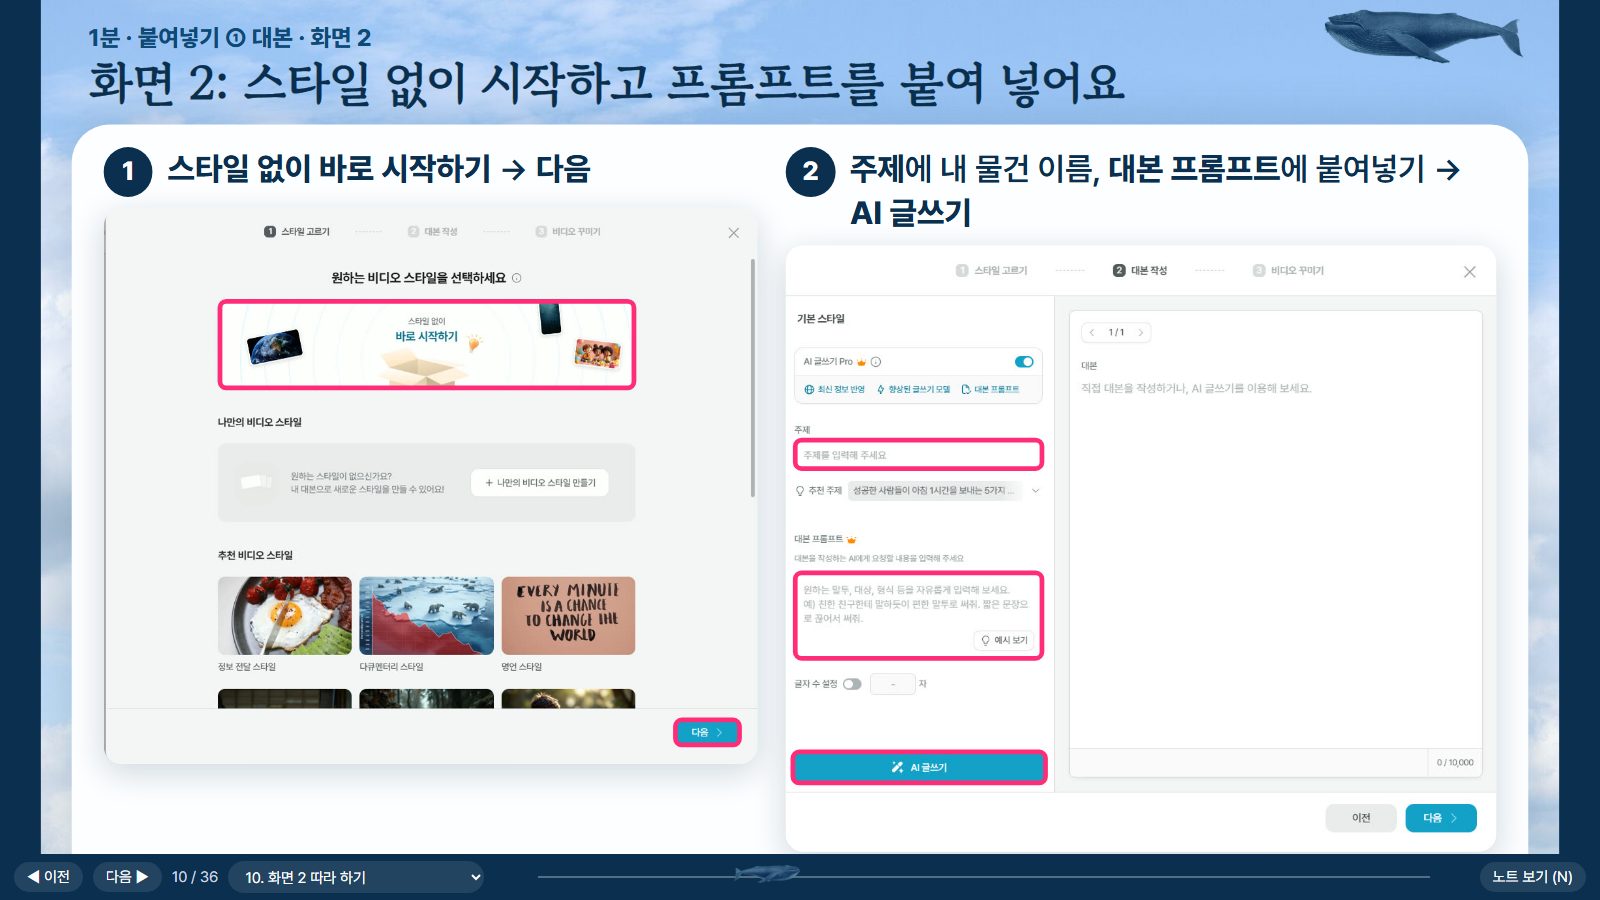 1분 · 붙여넣기 ① 대본 · 화면 2
화면 2: 스타일 없이 시작하고 프롬프트를 붙여 넣어요
1 스타일 없이 바로 시작하기 → 다음
1 스타일 고르기 2 대본 작성 3 비디오 꾸미기
원하는 비디오 스타일을 선택하세요
스타일 없이
바로 시작하기
나만의 비디오 스타일
원하는 스타일이 없으신가요?
내 대본으로 새로운 스타일을 만들 수 있어요!
+ 나만의 비디오 스타일 만들기
추천 비디오 스타일
EVERY MINUTE
IS A CHANCE
TO CHANGE THE
WORLD
정보 전달 스타일 다큐멘터리 스타일 명언 스타일
다음 >
2 주제에 내 물건 이름, 대본 프롬프트에 붙여넣기 →
AI 글쓰기
1 스타일 고르기 2 대본 작성 3 비디오 꾸미기
기본 스타일
AI 글쓰기 Pro
최신 정보 반영 향상된 글쓰기 모델 대본 프롬프트
주제
주제를 입력해 주세요
추천 주제 성공한 사람들이 아침 1시간을 보내는 5가지 ...
대본 프롬프트
대본을 작성하는 AI에게 요청할 내용을 입력해 주세요
원하는 말투, 대상, 형식 등을 자유롭게 입력해 보세요.
예) 친한 친구한테 말하듯이 편한 말투로 써줘. 짧은 문장으
로 끊어서 써줘.
예시 보기
글자 수 설정 - 자
AI 글쓰기
< 1 / 1 >
대본
직접 대본을 작성하거나, AI 글쓰기를 이용해 보세요.
0 / 10,000
이전 다음 >
◀ 이전 다음 ▶ 10 / 36 10. 화면 2 따라 하기 노트 보기 (N)